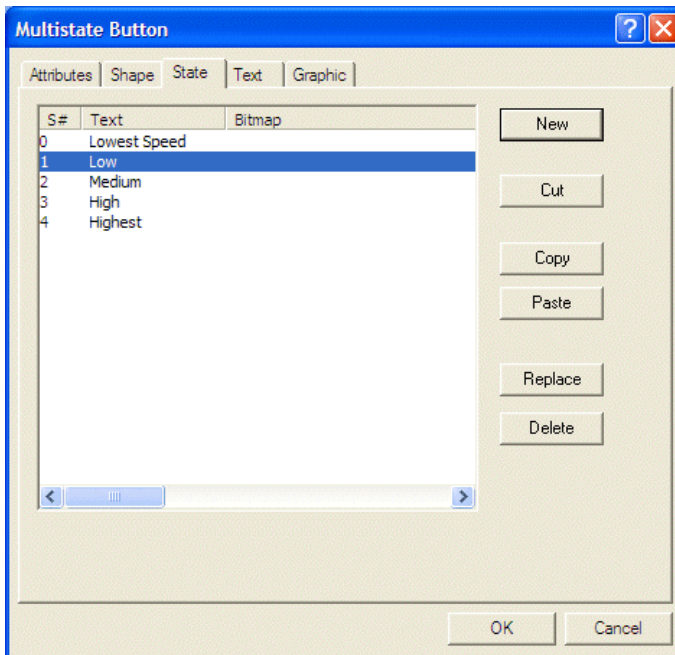 Multistate Button
Attributes Shape State Text Graphic
S# Text Bitmap
0 Lowest Speed
1 Low
2 Medium
3 High
4 Highest
New
Cut
Copy
Paste
Replace
Delete
OK Cancel